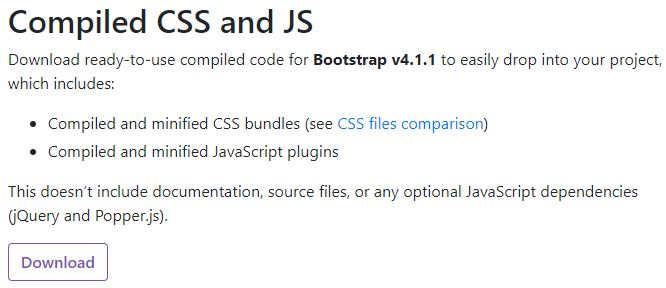 Compiled CSS and JS
Download ready-to-use compiled code for Bootstrap v4.1.1 to easily drop into your project,
which includes:
• Compiled and minified CSS bundles (see CSS files comparison)
• Compiled and minified JavaScript plugins
This doesn’t include documentation, source files, or any optional JavaScript dependencies
(jQuery and Popper.js).
Download